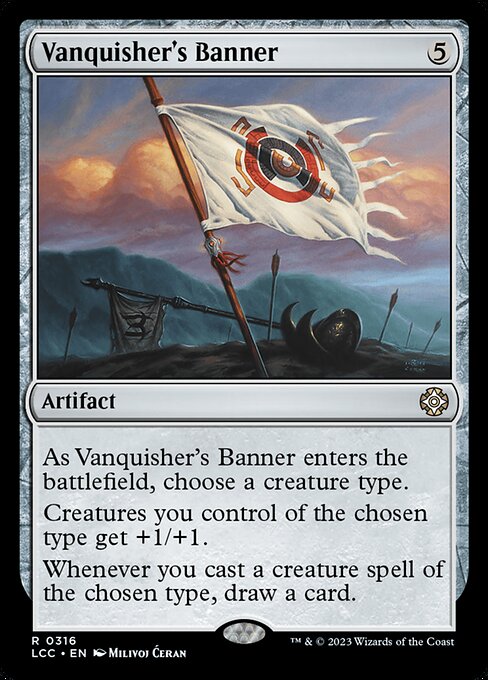 Vanquisher's Banner 5
Artifact
As Vanquisher's Banner enters the
battlefield, choose a creature type.
Creatures you control of the chosen
type get +1/+1.
Whenever you cast a creature spell of
the chosen type, draw a card.
R 0316
LCC • EN Milivoj Ćeran
™ & © 2023 Wizards of the Coast